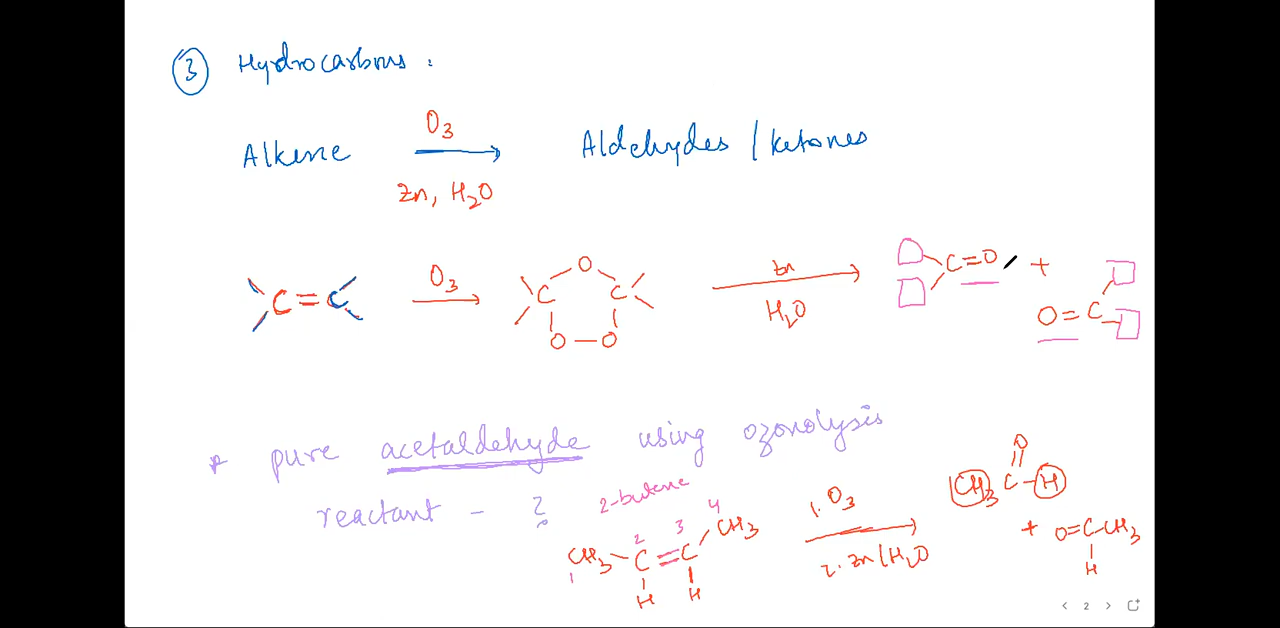 ③ Hydrocarbons :
Alkene O3 Zn, H2O Aldehydes / ketones
C=C O3 O C C O—O Zn H2O C=O + O=C
* pure acetaldehyde using ozonolysis
reactant - ? 2-butene
CH3 C=C CH3 H H 1 2 3 4 1. O3 2. Zn/H2O CH3 C-H O + O=C-CH3 H
< 2 >